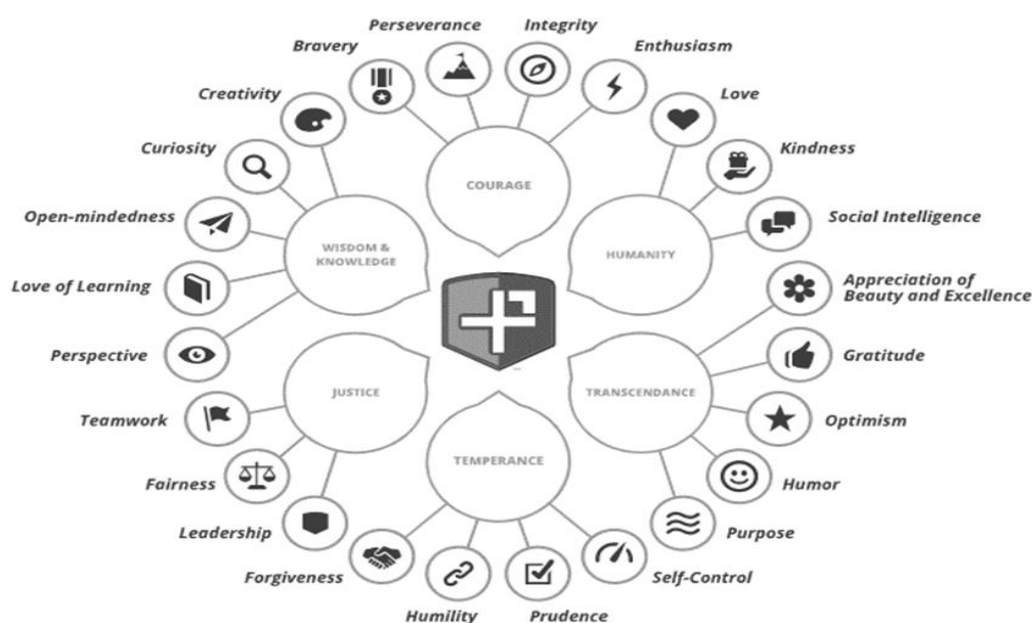 Perseverance
Integrity
Bravery
Enthusiasm
Creativity
Love
Curiosity
Kindness
COURAGE
Open-mendedness
Social Intelligence
WISDOM &
KNOWLEDGE
HUMANITY
Love of Learning
Appreciation of
Beauty and Excellence
Perspective
Gratitude
JUSTICE
TRANSCENDANCE
Teamwork
Optimism
TEMPERANCE
Fairness
Humor
Leadership
Purpose
Forgiveness
Self-Control
Humility
Prudence